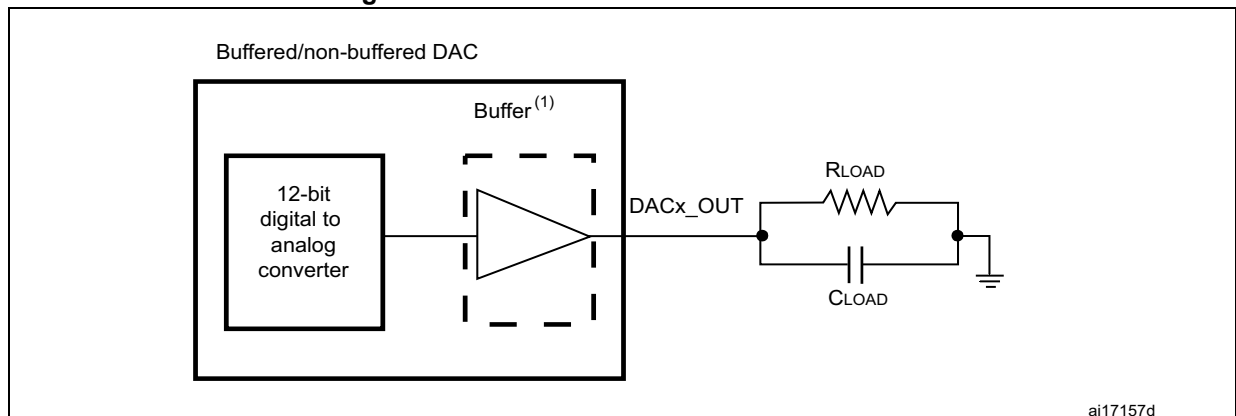 Buffered/non-buffered DAC
Buffer(1)
12-bit
digital to
analog
converter
DACx_OUT
RLOAD
CLOAD
ai17157d